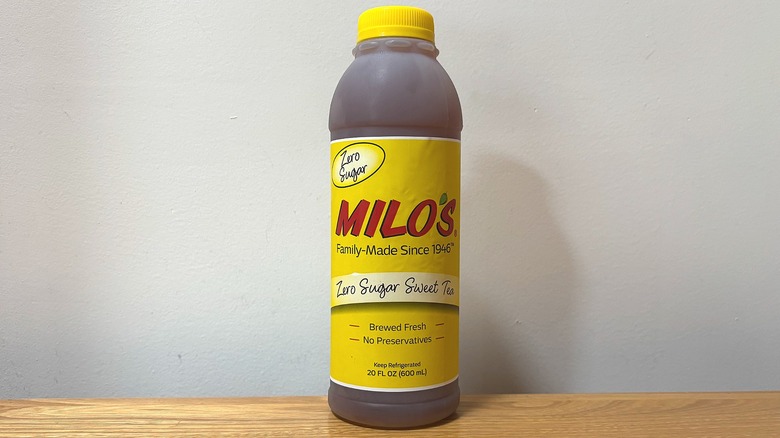 Zero
Sugar
MILO'S®
Family-Made Since 1946™
Zero Sugar Sweet Tea
Brewed Fresh
No Preservatives
Keep Refrigerated
20 FL OZ (600 mL)